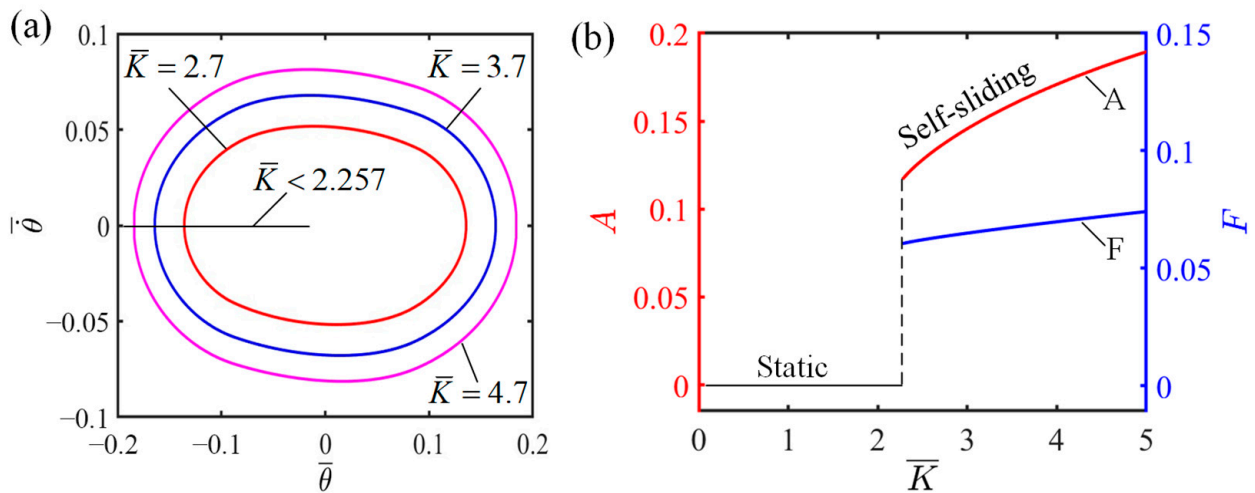 (a)
0.1
0.05
0
−0.05
−0.1
−0.2
−0.1
0
0.1
0.2
K̅ = 2.7
K̅ = 3.7
K̅ < 2.257
K̅ = 4.7
θ̅̇
θ̅
(b)
0.2
0.15
0.1
0.05
0
A
0.15
0.1
0.05
0
F
Self-sliding
A
F
Static
0
1
2
3
4
5
K̅